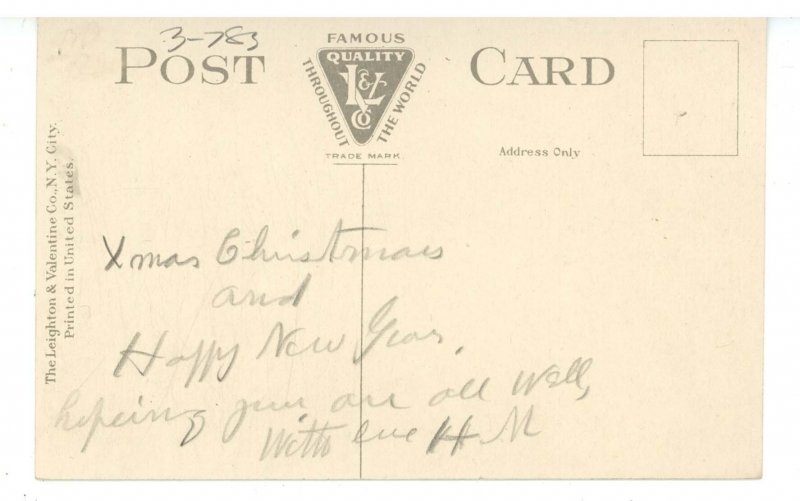 3-783
POST CARD
FAMOUS
QUALITY
THROUGHOUT
THE WORLD
L&V
Co
TRADE MARK.
Address Only
The Leighton & Valentine Co., N.Y. City.
Printed in United States.
Xmas Christmas
and
Happy New Year,
hopeing you are all well,
With love H M